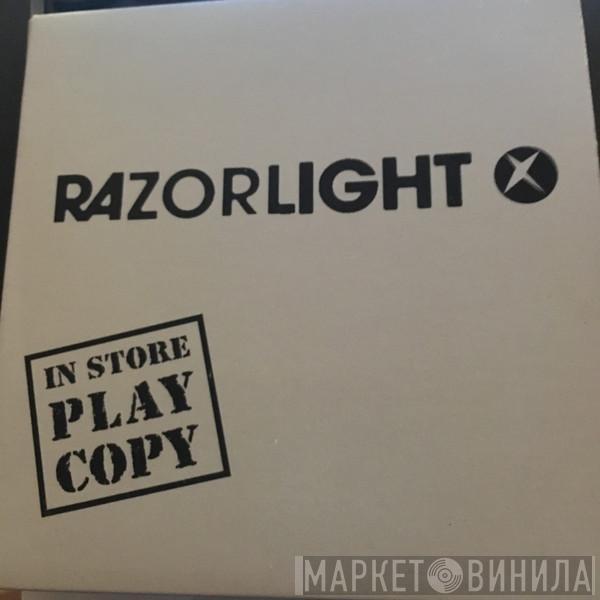 RAZORLIGHT
IN STORE
PLAY
COPY
МАРКЕТ ВИНИЛА